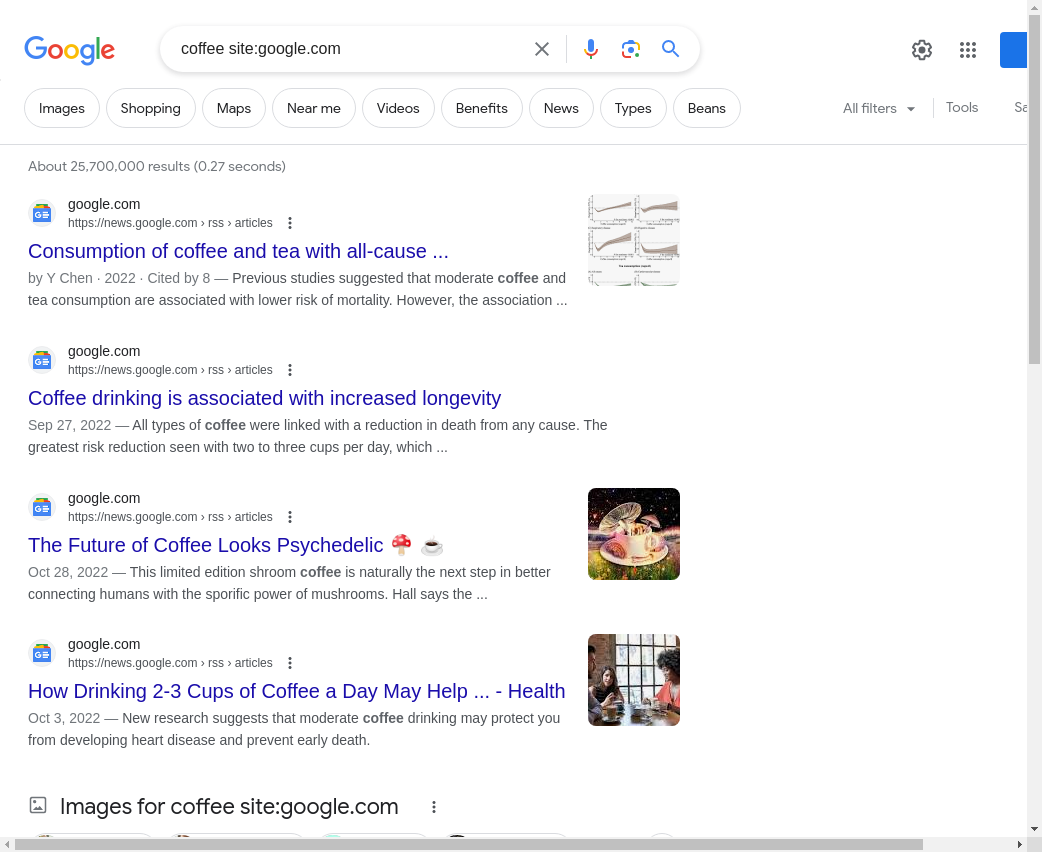 Google
coffee site:google.com
Images
Shopping
Maps
Near me
Videos
Benefits
News
Types
Beans
All filters
Tools
About 25,700,000 results (0.27 seconds)
google.com
https://news.google.com › rss › articles
Consumption of coffee and tea with all-cause ...
by Y Chen · 2022 · Cited by 8 — Previous studies suggested that moderate coffee and
tea consumption are associated with lower risk of mortality. However, the association ...
google.com
https://news.google.com › rss › articles
Coffee drinking is associated with increased longevity
Sep 27, 2022 — All types of coffee were linked with a reduction in death from any cause. The
greatest risk reduction seen with two to three cups per day, which ...
google.com
https://news.google.com › rss › articles
The Future of Coffee Looks Psychedelic 🍄 ☕
Oct 28, 2022 — This limited edition shroom coffee is naturally the next step in better
connecting humans with the sporific power of mushrooms. Hall says the ...
google.com
https://news.google.com › rss › articles
How Drinking 2-3 Cups of Coffee a Day May Help ... - Health
Oct 3, 2022 — New research suggests that moderate coffee drinking may protect you
from developing heart disease and prevent early death.
Images for coffee site:google.com